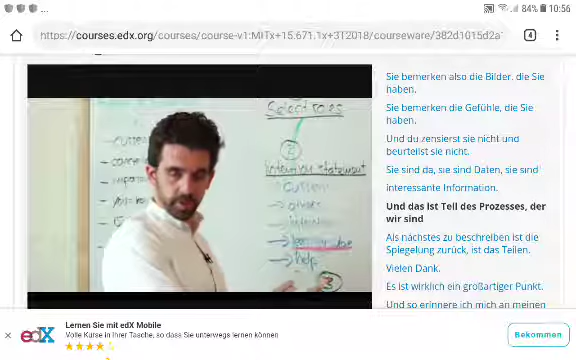 84% 10:56
https://courses.edx.org/courses/course-v1:MITx+15.671.1x+3T2018/courseware/382d1015d2a
4
Select roles
2
Intention statement
help
3
Sie bemerken also die Bilder, die Sie
haben.
Sie bemerken die Gefühle, die Sie
haben.
Und du zensierst sie nicht und
beurteilst sie nicht.
Sie sind da, sie sind Daten, sie sind
interessante Information.
Und das ist Teil des Prozesses, der
wir sind
Als nächstes zu beschreiben ist die
Spiegelung zurück, ist das Teilen.
Vielen Dank.
Es ist wirklich ein großartiger Punkt.
Und so erinnere ich mich an meinen
edX
Lernen Sie mit edX Mobile
Volle Kurse in Ihrer Tasche, so dass Sie unterwegs lernen können
Bekommen